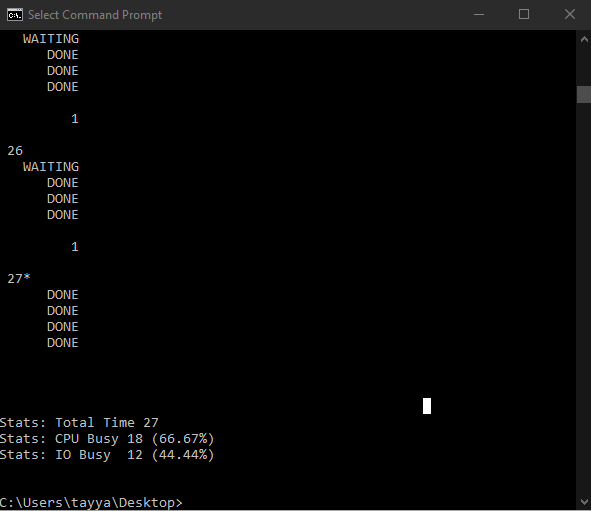 Select Command Prompt
WAITING
DONE
DONE
DONE
1
26
WAITING
DONE
DONE
DONE
1
27*
DONE
DONE
DONE
DONE
Stats: Total Time 27
Stats: CPU Busy 18 (66.67%)
Stats: IO Busy  12 (44.44%)
C:\Users\tayya\Desktop>